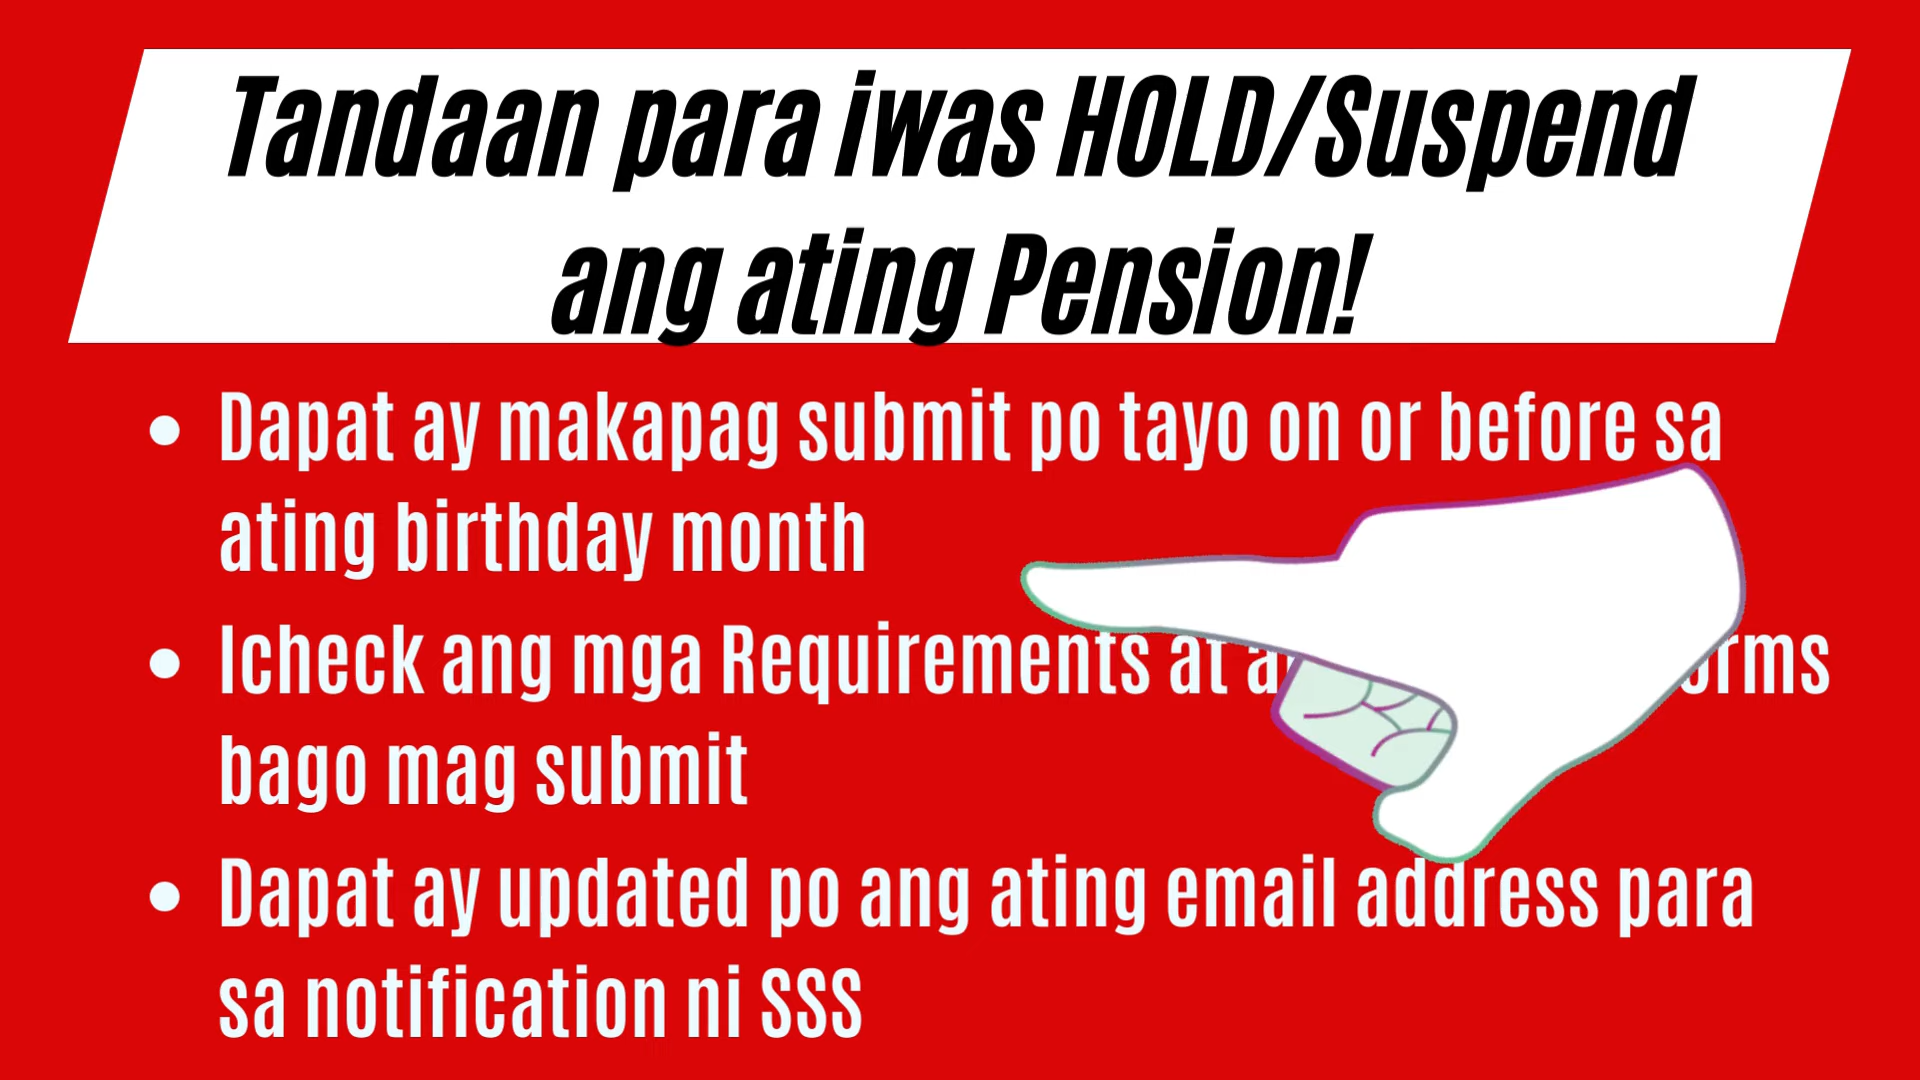 Tandaan para iwas HOLD/Suspend
ang ating Pension!
Dapat ay makapag submit po tayo on or before sa
ating birthday month
Icheck ang mga Requirements at
bago mag submit
Dapat ay updated po ang ating email address para
sa notification ni SSS